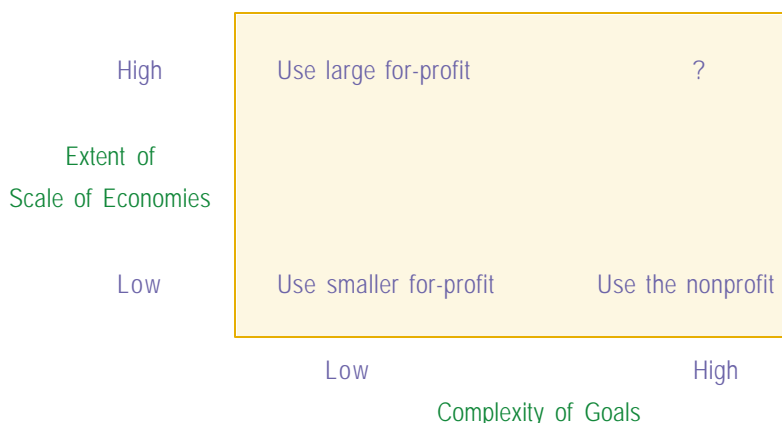 High Use large for-profit ?
Extent of
Scale of Economies
Low Use smaller for-profit Use the nonprofit
Low High
Complexity of Goals